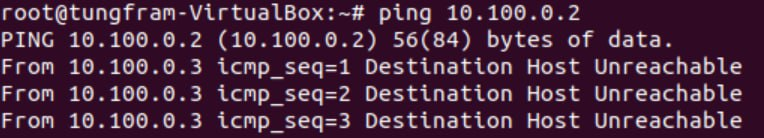 root@tungfram-VirtualBox:~# ping 10.100.0.2
PING 10.100.0.2 (10.100.0.2) 56(84) bytes of data.
From 10.100.0.3 icmp_seq=1 Destination Host Unreachable
From 10.100.0.3 icmp_seq=2 Destination Host Unreachable
From 10.100.0.3 icmp_seq=3 Destination Host Unreachable